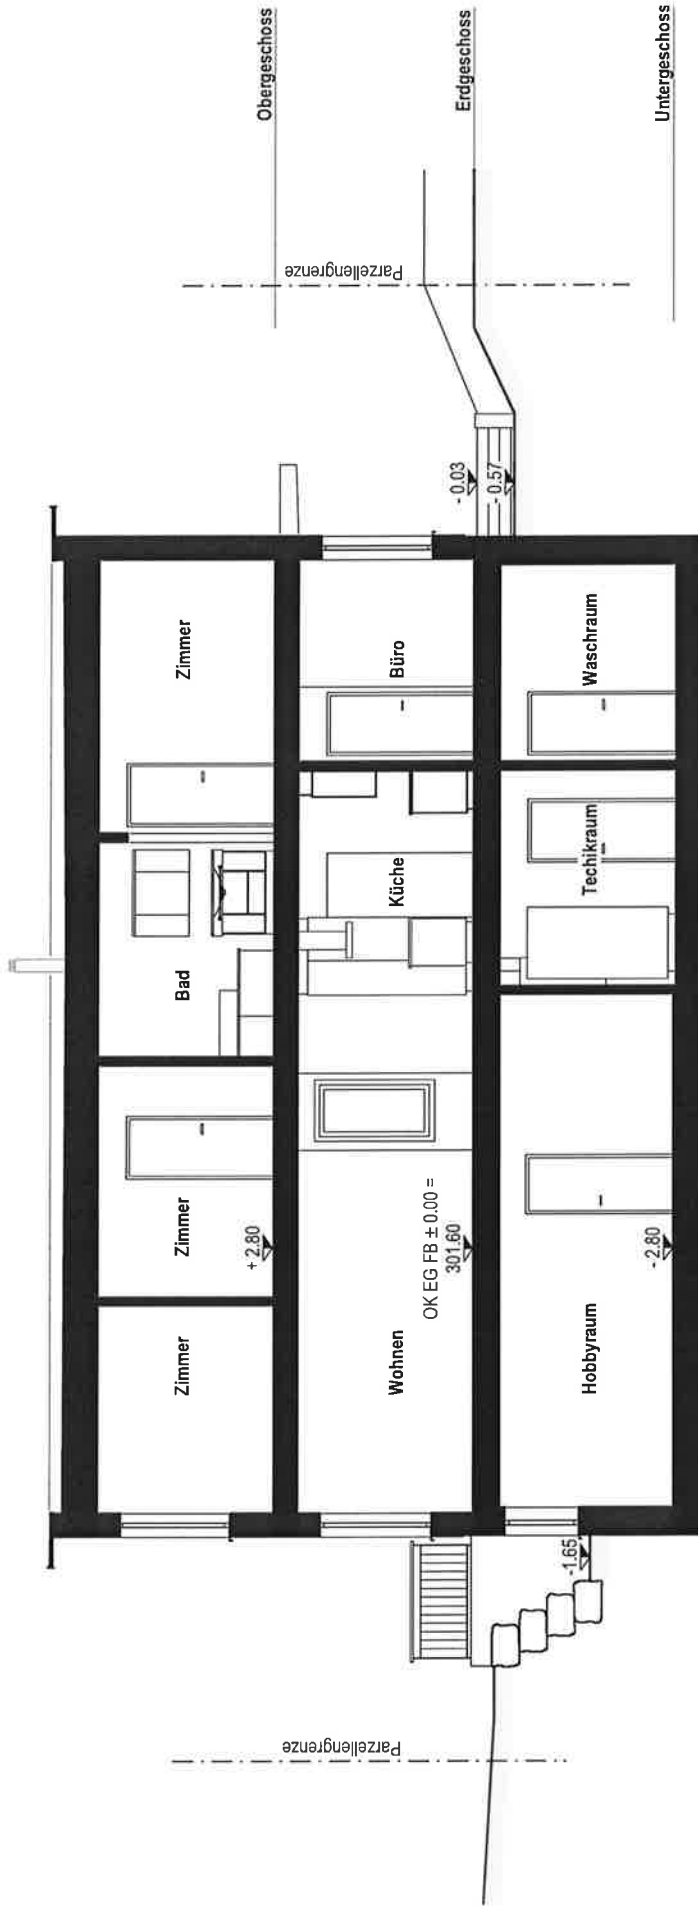 Obergeschoss
Erdgeschoss
Untergeschoss
Parzellengrenze
Parzellengrenze
Zimmer
Zimmer
Bad
Zimmer
+ 2.80
Wohnen
OK EG FB ± 0.00 =
301.60
Küche
Büro
- 0.03
- 0.57
Hobbyraum
- 2.80
Techikraum
Waschraum
-1.65